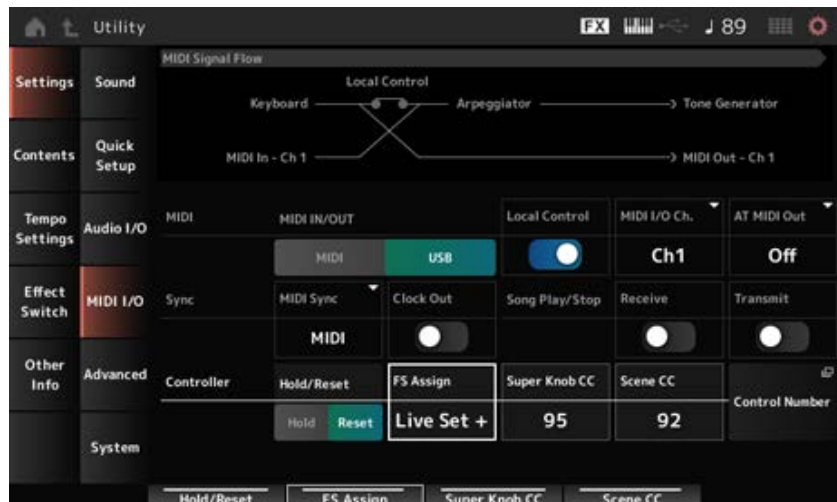 Utility
FX
♩ 89
Settings
Sound
MIDI Signal Flow
Local Control
Keyboard
Arpeggiator
Tone Generator
Contents
Quick
Setup
MIDI In - Ch 1
MIDI Out - Ch 1
Tempo
Settings
Audio I/O
MIDI
MIDI IN/OUT
Local Control
MIDI I/O Ch.
AT MIDI Out
MIDI
USB
Ch1
Off
Effect
Switch
MIDI I/O
Sync
MIDI Sync
Clock Out
Song Play/Stop
Receive
Transmit
MIDI
Other
Info
Advanced
Controller
Hold/Reset
FS Assign
Super Knob CC
Scene CC
Control Number
Hold
Reset
Live Set +
95
92
System
Hold/Reset
FS Assign
Super Knob CC
Scene CC